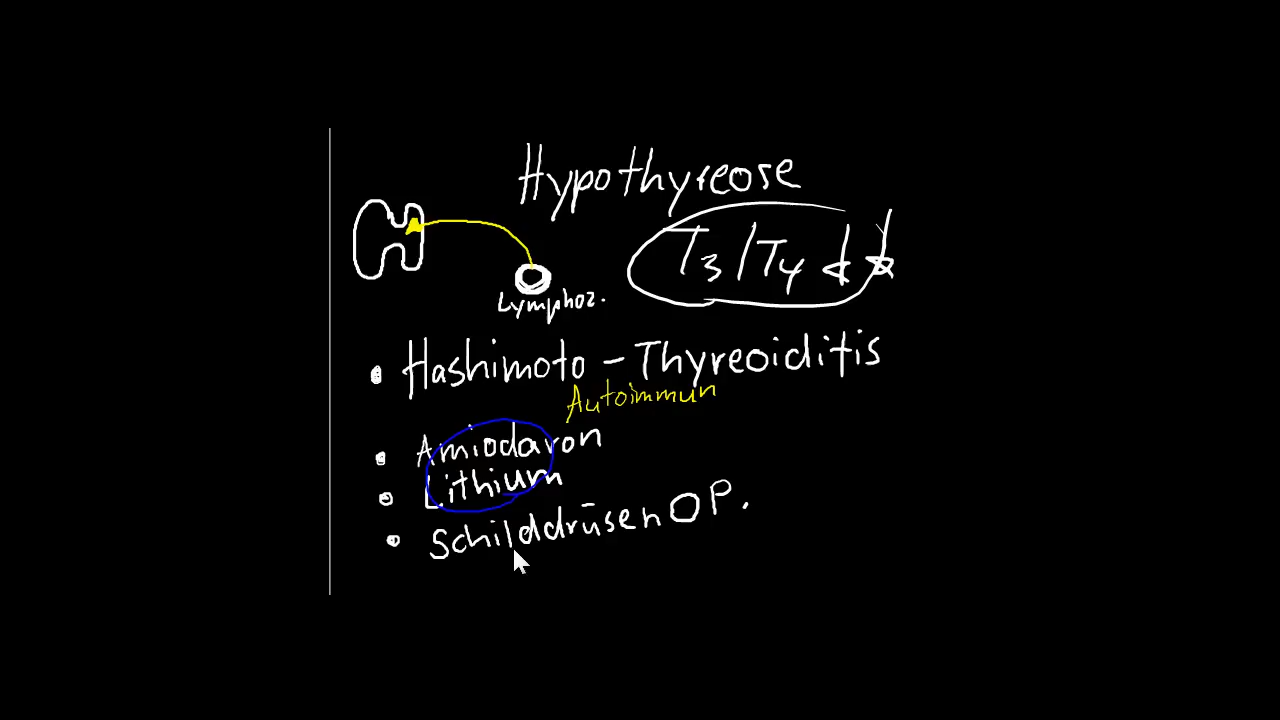 Hypothyreose
T3/T4 ↓↓
Lymphoz.
Hashimoto - Thyreoiditis
Autoimmun
Amiodaron
Lithium
Schilddrüsen OP.